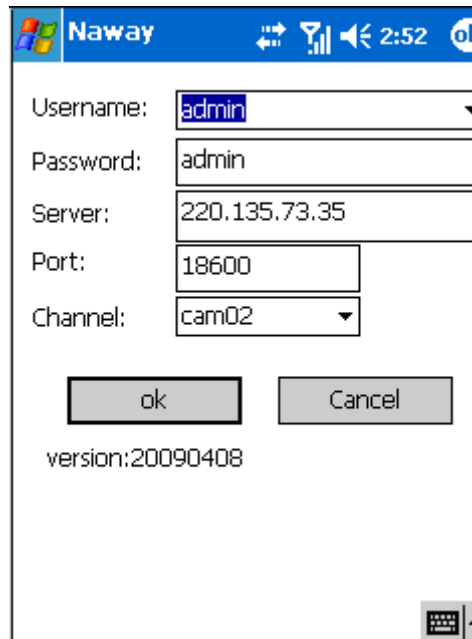 Naway 2:52 ok
Username: admin
Password: admin
Server: 220.135.73.35
Port: 18600
Channel: cam02
ok Cancel
version:20090408